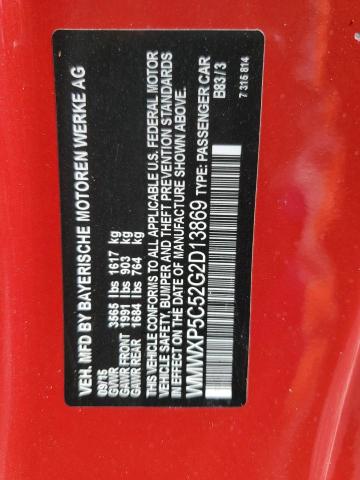 VEH. MFD BY BAYERISCHE MOTOREN WERKE AG
09/15
GVWR 3565 lbs 1617 kg
GAWR FRONT 1991 lbs 903 kg
GAWR REAR 1684 lbs 764 kg
THIS VEHICLE CONFORMS TO ALL APPLICABLE U.S. FEDERAL MOTOR
VEHICLE SAFETY, BUMPER AND THEFT PREVENTION STANDARDS
IN EFFECT ON THE DATE OF MANUFACTURE SHOWN ABOVE.
WMWXP5C52G2D13869 TYPE: PASSENGER CAR
B83/3
7 316 814